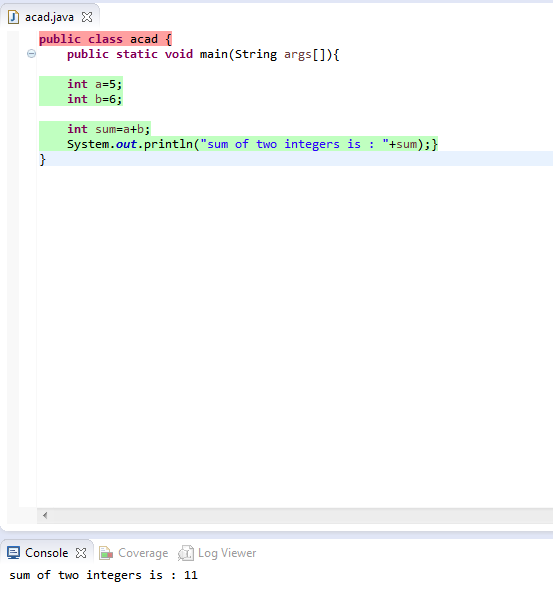 acad.java
public class acad {
public static void main(String args[]){
int a=5;
int b=6;
int sum=a+b;
System.out.println("sum of two integers is : "+sum);}
}
Console Coverage Log Viewer
sum of two integers is : 11